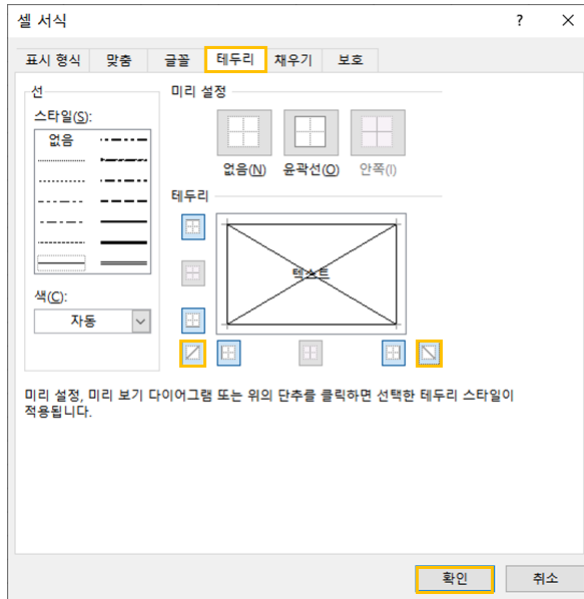 셀 서식 ? ×
표시 형식 맞춤 글꼴 테두리 채우기 보호
선
스타일(S):
없음
색(C):
자동
미리 설정
없음(N) 윤곽선(O) 안쪽(I)
테두리
텍스트
미리 설정, 미리 보기 다이어그램 또는 위의 단추를 클릭하면 선택한 테두리 스타일이
적용됩니다.
확인 취소